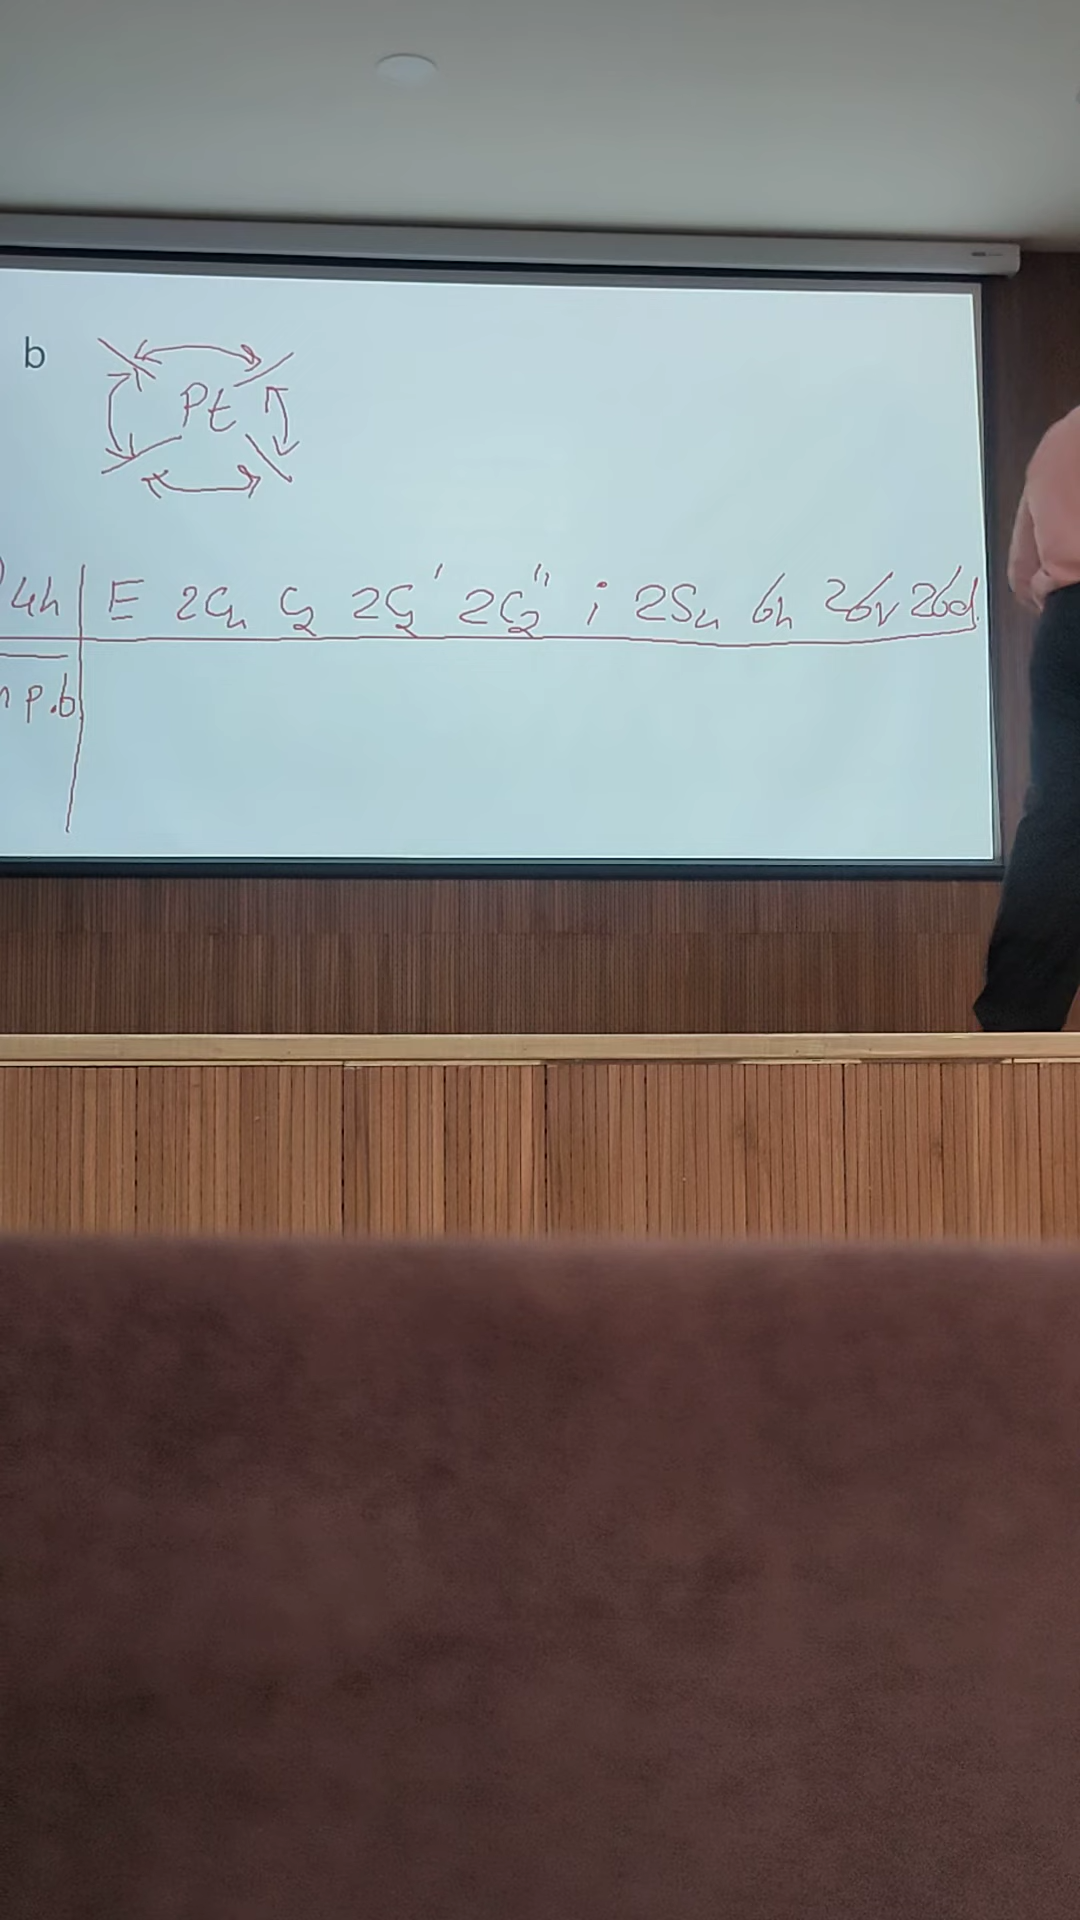 b
Pt
4h E 2C₄ C₂ 2C₂' 2C₂'' i 2S₄ σh 2σv 2σd
p.b